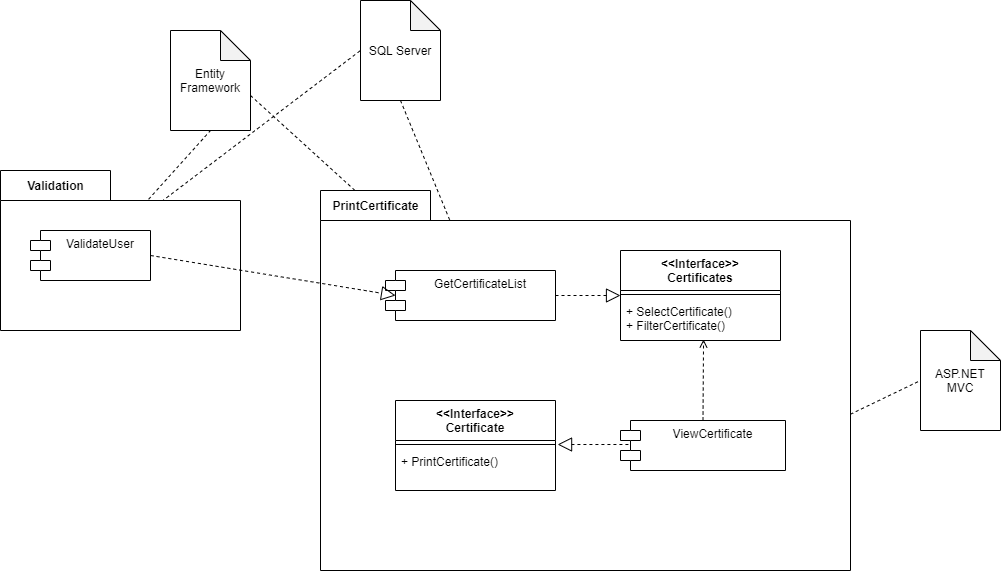 SQL Server
Entity
Framework
Validation
ValidateUser
PrintCertificate
GetCertificateList
<<Interface>>
Certificates
+ SelectCertificate()
+ FilterCertificate()
ASP.NET
MVC
<<Interface>>
Certificate
+ PrintCertificate()
ViewCertificate